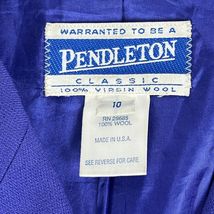 WARRANTED TO BE A
PENDLETON
CLASSIC
100% VIRGIN WOOL
10
RN 29685
100% WOOL
MADE IN U.S.A.
SEE REVERSE FOR CARE